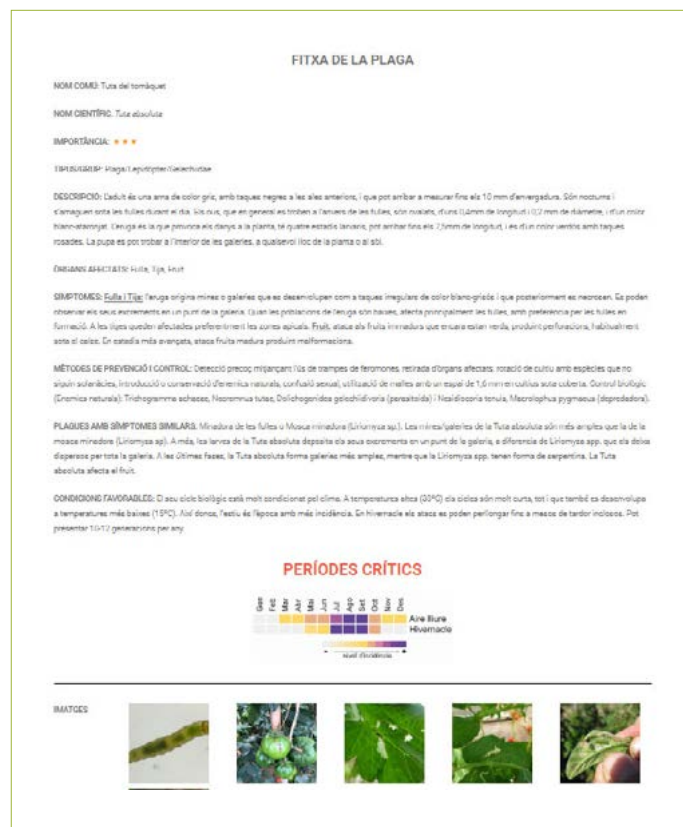 FITXA DE LA PLAGA
NOM COMÚ: Tuta del tomàquet
NOM CIENTÍFIC: Tuta absoluta
IMPORTÀNCIA: ★ ★ ★
TIPUS/GRUP: Plaga/Lepidòpter/Gelechiidae
DESCRIPCIÓ: L'adult és una arna de color gris, amb taques negres a les ales anteriors, i que pot arribar a mesurar fins els 10 mm d'envergadura. Són nocturns i
s'amaguen sota les fulles durant el dia. Els ous, que en general es troben a l'anvers de les fulles, són ovalats, d'uns 0,4mm de longitud i 0,2 mm de diàmetre, i d'un color
blanc-ataronjat. L'eruga és la que provoca els danys a la planta, té quatre estadis larvaris, pot arribar fins els 7,5mm de longitud, i és d'un color verdós amb taques
rosades. La pupa es pot trobar a l'interior de les galeries, a qualsevol lloc de la planta o al sòl.
ÒRGANS AFECTATS: Fulla, Tija, Fruit
SÍMPTOMES: Fulla i Tija: l'eruga origina mines o galeries que es desenvolupen com a taques irregulars de color blanc-grisós i que posteriorment es necrosen. Es poden
observar els seus excrements en un punt de la galeria. Quan les poblacions de l'eruga són baixes, afecta principalment les fulles, amb preferència per les fulles en
formació. A les tiges queden afectades preferentment les zones apicals. Fruit: ataca als fruits immadurs que encara estan verds, produint perforacions, habitualment
sota el calze. En estadis més avançats, ataca fruits madurs produint malformacions.
MÈTODES DE PREVENCIÓ I CONTROL: Detecció precoç mitjançant l'ús de trampes de feromones, retirada d'òrgans afectats, rotació de cultiu amb espècies que no
siguin solanàcies, introducció o conservació d'enemics naturals, confusió sexual, utilització de malles amb un espai de 1,6 mm en cultius sota coberta. Control biològic
(Enemics naturals): Trichogramma achaeae, Necremnus tutae, Dolichogenidea gelechiidivoris (parasitoids) i Nesidiocoris tenuis, Macrolophus pygmaeus (depredadors).
PLAGUES AMB SÍMPTOMES SIMILARS: Minadora de les fulles o Mosca minadora (Liriomyza sp.). Les mines/galeries de la Tuta absoluta són més amples que la de la
mosca minadora (Liriomyza sp). A més, les larves de la Tuta absoluta deposita els seus excrements en un punt de la galeria, a diferència de Liriomyza spp. que els deixa
dispersos per tota la galeria. A les últimes fases, la Tuta absoluta forma galeries més amples, mentre que la Liriomyza spp. tenen forma de serpentina. La Tuta
absoluta afecta el fruit.
CONDICIONS FAVORABLES: El seu cicle biològic està molt condicionat pel clima. A temperatures altes (30ºC) els cicles són molt curts, tot i que també es desenvolupa
a temperatures més baixes (15ºC). Així doncs, l'estiu és l'època amb més incidència. En hivernacle els atacs es poden perllongar fins a mesos de tardor inclosos. Pot
presentar 10-12 generacions per any.
PERÍODES CRÍTICS
Gen Feb Mar Abr Mai Jun Jul Ago Set Oct Nov Des
Aire lliure
Hivernacle
- Nivell d'incidència +
IMATGES